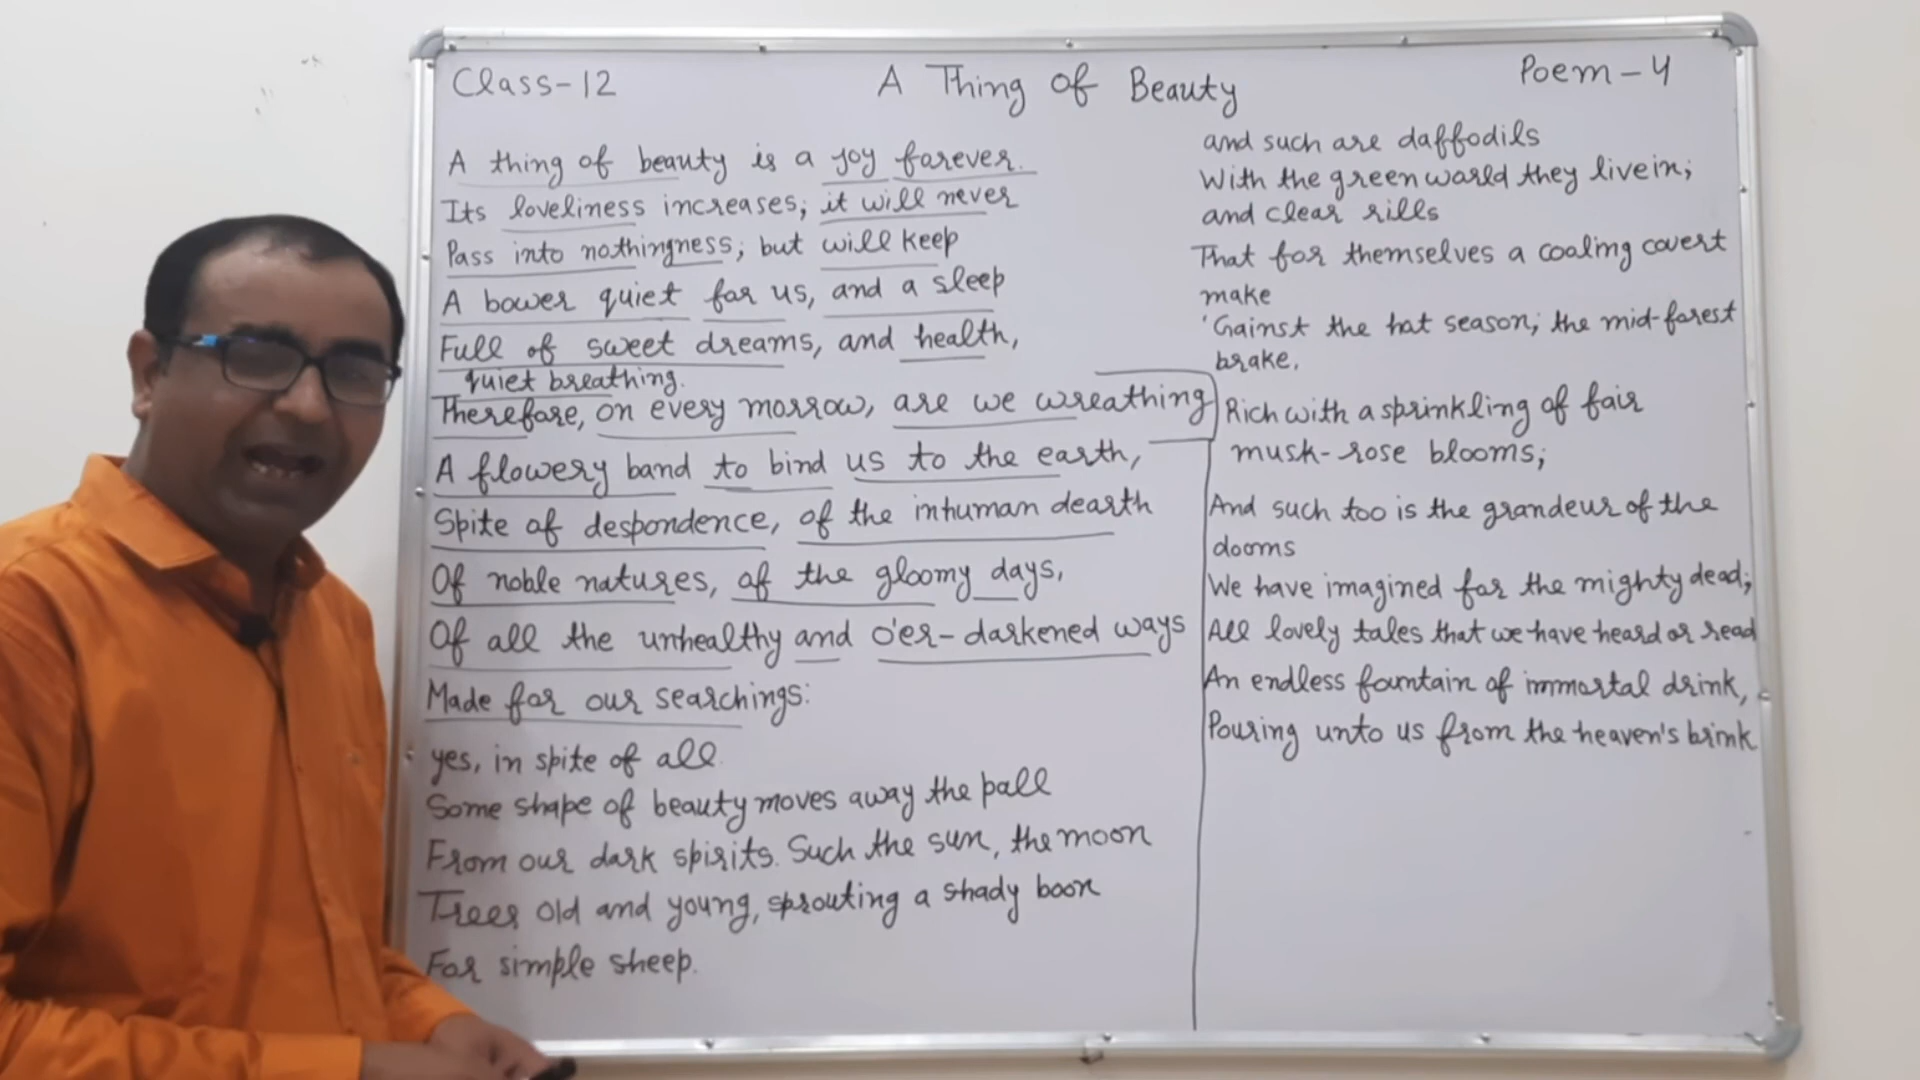 Class-12
A Thing of Beauty
Poem-4
A thing of beauty is a joy forever.
Its loveliness increases; it will never
Pass into nothingness; but will keep
A bower quiet for us, and a sleep
Full of sweet dreams, and health,
quiet breathing.
Therefore, on every morrow, are we wreathing
A flowery band to bind us to the earth,
Spite of despondence, of the inhuman dearth
Of noble natures, of the gloomy days,
Of all the unhealthy and o'er-darkened ways
Made for our searchings:
yes, in spite of all
Some shape of beauty moves away the pall
From our dark spirits. Such the sun, the moon
Trees old and young, sprouting a shady boon
For simple sheep.
and such are daffodils
With the green world they live in;
and clear rills
That for themselves a cooling covert
make
'Gainst the hot season; the mid-forest
brake,
Rich with a sprinkling of fair
musk-rose blooms;
And such too is the grandeur of the
dooms
We have imagined for the mighty dead;
All lovely tales that we have heard or read
An endless fountain of immortal drink,
Pouring unto us from the heaven's brink